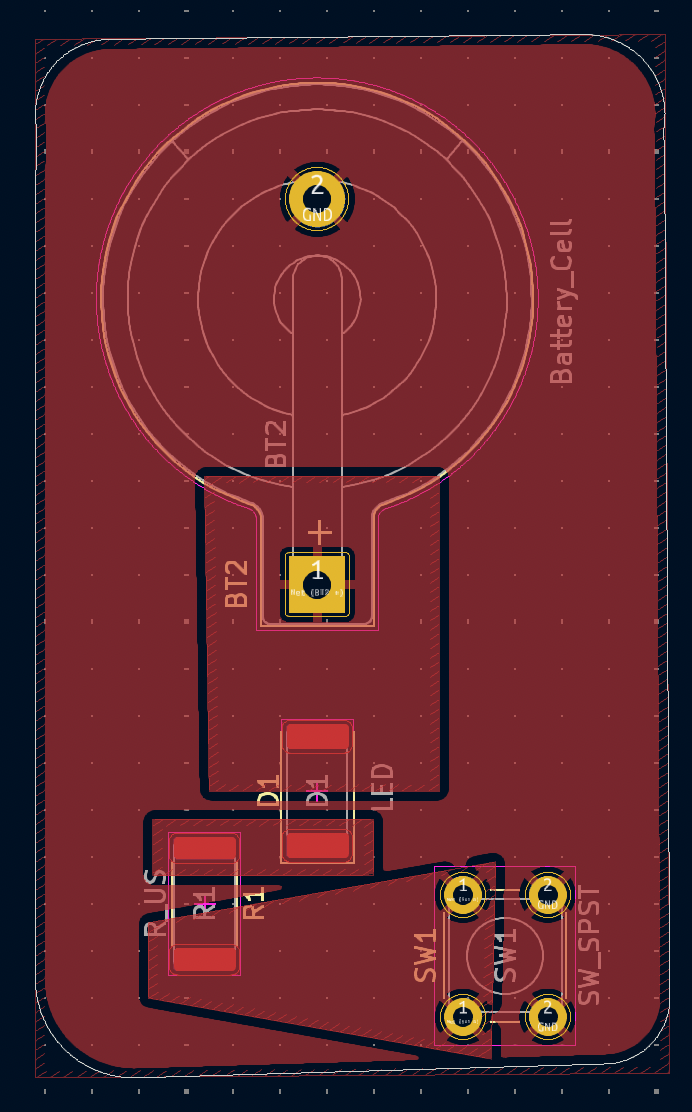 2
GND
Battery_Cell
BT2
+
1
Net (BT2 +)
BT2
D1
D1
LED
R_US
R1
R1
1
2
GND
SW1
SW1
SW_SPST
1
2
GND